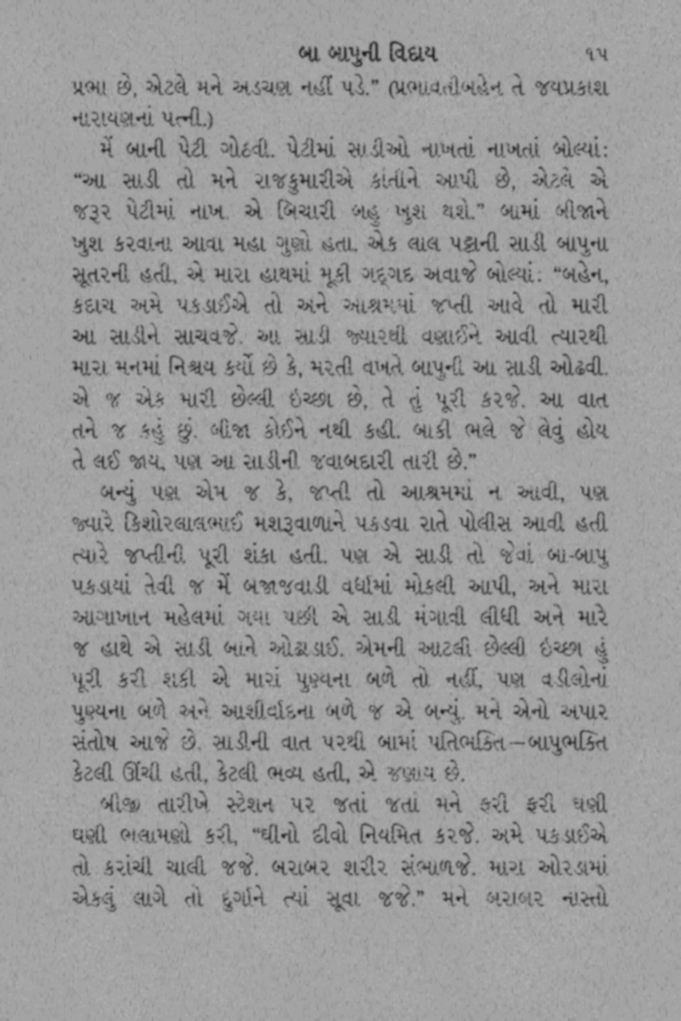 બા બાપુની વિદાય ૧૫
પ્રભા છે, એટલે મને અડચણ નહીં પડે.” (પ્રભાવતીબહેન તે જયપ્રકાશ
નારાયણનાં પત્ની.)
મેં બાની પેટી ગોઠવી. પેટીમાં સાડીઓ નાખતાં નાખતાં બોલ્યાં:
“આ સાડી તો મને રાજકુમારીએ કાંતીને આપી છે, એટલે એ
જરૂર પેટીમાં નાખ. એ બિચારી બહુ ખુશ થશે.” બામાં બીજાને
ખુશ કરવાના આવા મહા ગુણો હતા. એક લાલ પટ્ટાની સાડી બાપુના
સૂતરની હતી, એ મારા હાથમાં મૂકી ગદ્ગદ અવાજે બોલ્યાં: “બહેન,
કદાચ અમે પકડાઈએ તો અને આશ્રમમાં જપ્તી આવે તો મારી
આ સાડીને સાચવજે. આ સાડી જ્યારથી વણાઈને આવી ત્યારથી
મારા મનમાં નિશ્ચય કર્યો છે કે, મરતી વખતે બાપુની આ સાડી ઓઢવી.
એ જ એક મારી છેલ્લી ઇચ્છા છે, તે તું પૂરી કરજે. આ વાત
તને જ કહું છું. બીજા કોઈને નથી કહી. બાકી ભલે જે લેવું હોય
તે લઈ જાય, પણ આ સાડીની જવાબદારી તારી છે.”
બન્યું પણ એમ જ કે, જપ્તી તો આશ્રમમાં ન આવી, પણ
જ્યારે કિશોરલાલભાઈ મશરૂવાળાને પકડવા રાતે પોલીસ આવી હતી
ત્યારે જપ્તીની પૂરી શંકા હતી. પણ એ સાડી તો જેવાં બા-બાપુ
પકડાયાં તેવી જ મેં બજાજવાડી વર્ધામાં મોકલી આપી, અને મારા
આગાખાન મહેલમાં ગયા પછી એ સાડી મંગાવી લીધી અને મારે
જ હાથે એ સાડી બાને ઓઢાડાઈ. એમની આટલી છેલ્લી ઇચ્છા હું
પૂરી કરી શકી એ મારાં પુણ્યના બળે તો નહીં, પણ વડીલોનાં
પુણ્યના બળે અને આશીર્વાદના બળે જ એ બન્યું. મને એનો અપાર
સંતોષ આજે છે. સાડીની વાત પરથી બામાં પતિભક્તિ—બાપુભક્તિ
કેટલી ઊંચી હતી, કેટલી ભવ્ય હતી, એ જણાય છે.
બીજી તારીખે સ્ટેશન પર જતાં જતાં મને ફરી ફરી ઘણી
ઘણી ભલામણો કરી, “ઘીનો દીવો નિયમિત કરજે. અમે પકડાઈએ
તો કરાંચી ચાલી જજે. બરાબર શરીર સંભાળજે. મારા ઓરડામાં
એકલું લાગે તો દુર્ગાને ત્યાં સૂવા જજે.” મને બરાબર નાસ્તો